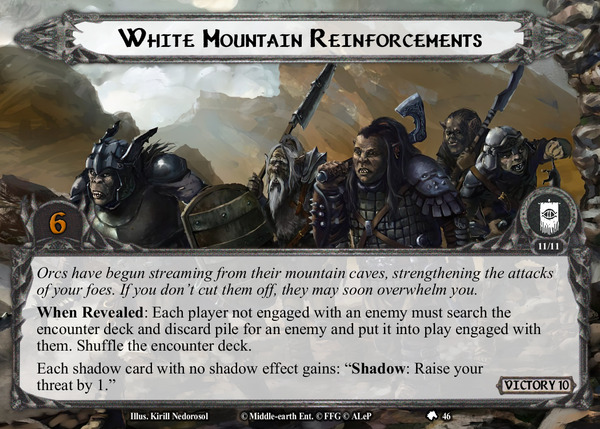 White Mountain Reinforcements
6
11/11
Orcs have begun streaming from their mountain caves, strengthening the attacks
of your foes. If you don't cut them off, they may soon overwhelm you.
When Revealed: Each player not engaged with an enemy must search the
encounter deck and discard pile for an enemy and put it into play engaged with
them. Shuffle the encounter deck.
Each shadow card with no shadow effect gains: “Shadow: Raise your
threat by 1.”
VICTORY 10
Illus. Kirill Nedorosol © Middle-earth Ent. © FFG © ALeP 46